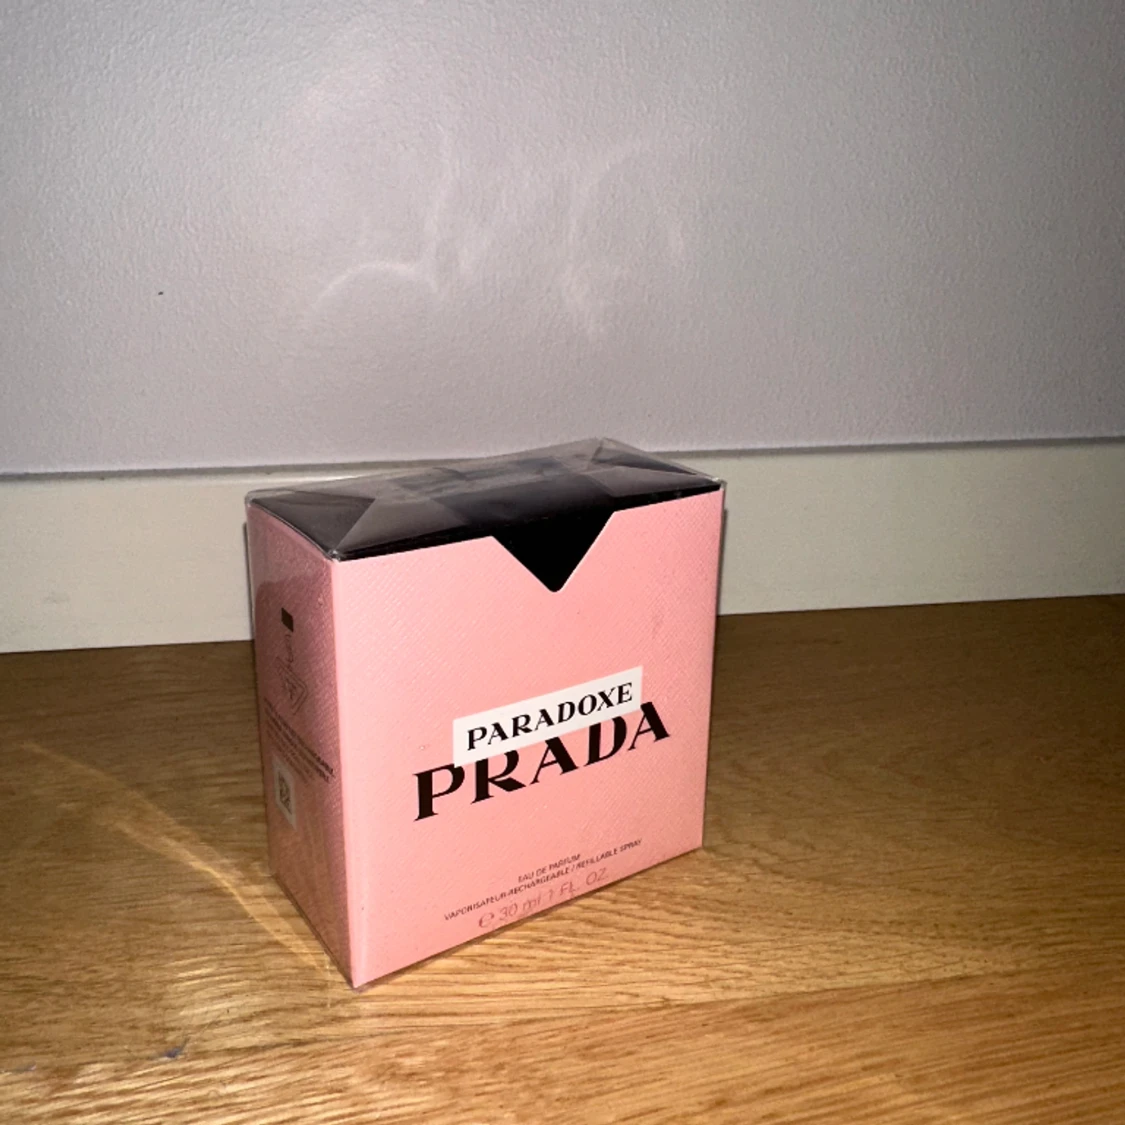 PARADOXE
PRADA
EAU DE PARFUM
VAPORISATEUR RECHARGEABLE / REFILLABLE SPRAY
℮ 30 ml 1 FL. OZ.